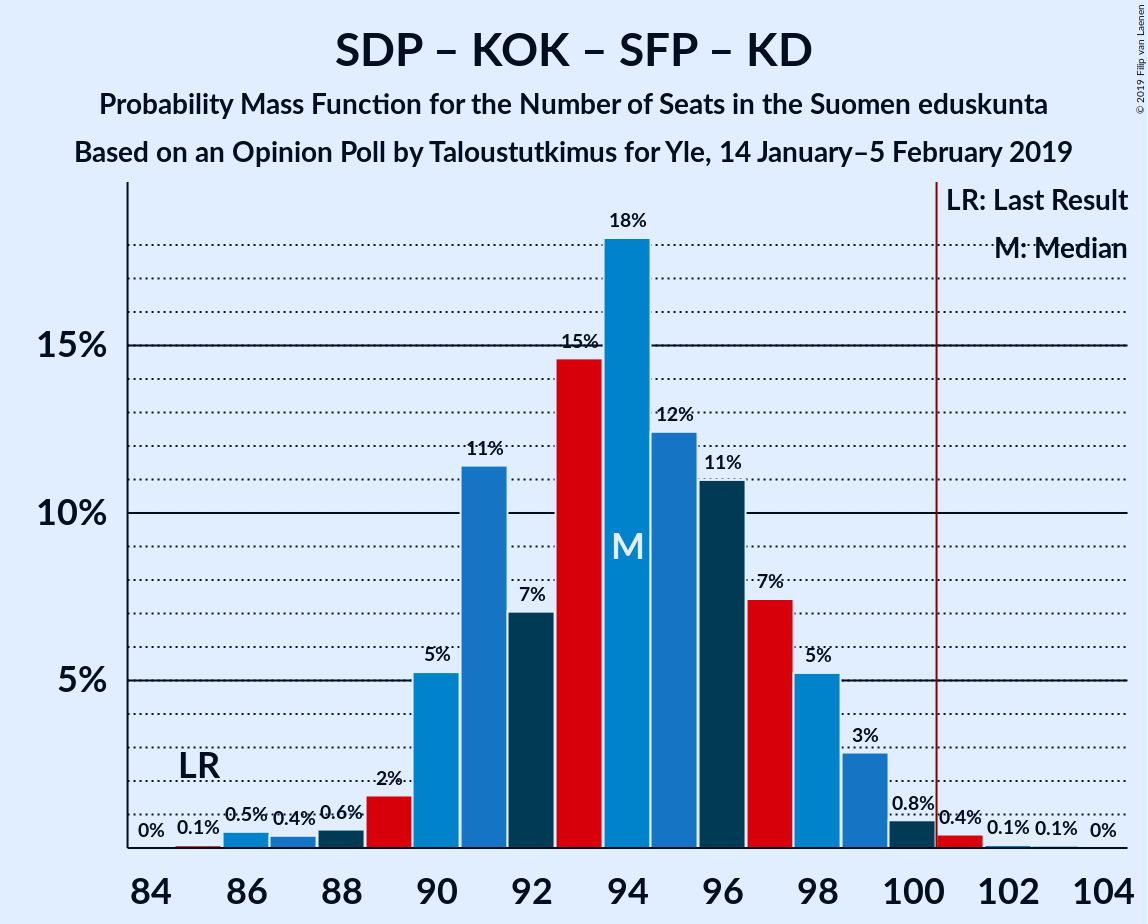 SDP – KOK – SFP – KD
Probability Mass Function for the Number of Seats in the Suomen eduskunta
Based on an Opinion Poll by Taloustutkimus for Yle, 14 January–5 February 2019
© 2019 Filip van Laenen
LR: Last Result
M: Median
15%
10%
5%
0%
0.1%
0.5%
0.4%
0.6%
2%
5%
11%
7%
15%
18%
12%
11%
7%
5%
3%
0.8%
0.4%
0.1%
0.1%
0%
LR
M
84 86 88 90 92 94 96 98 100 102 104